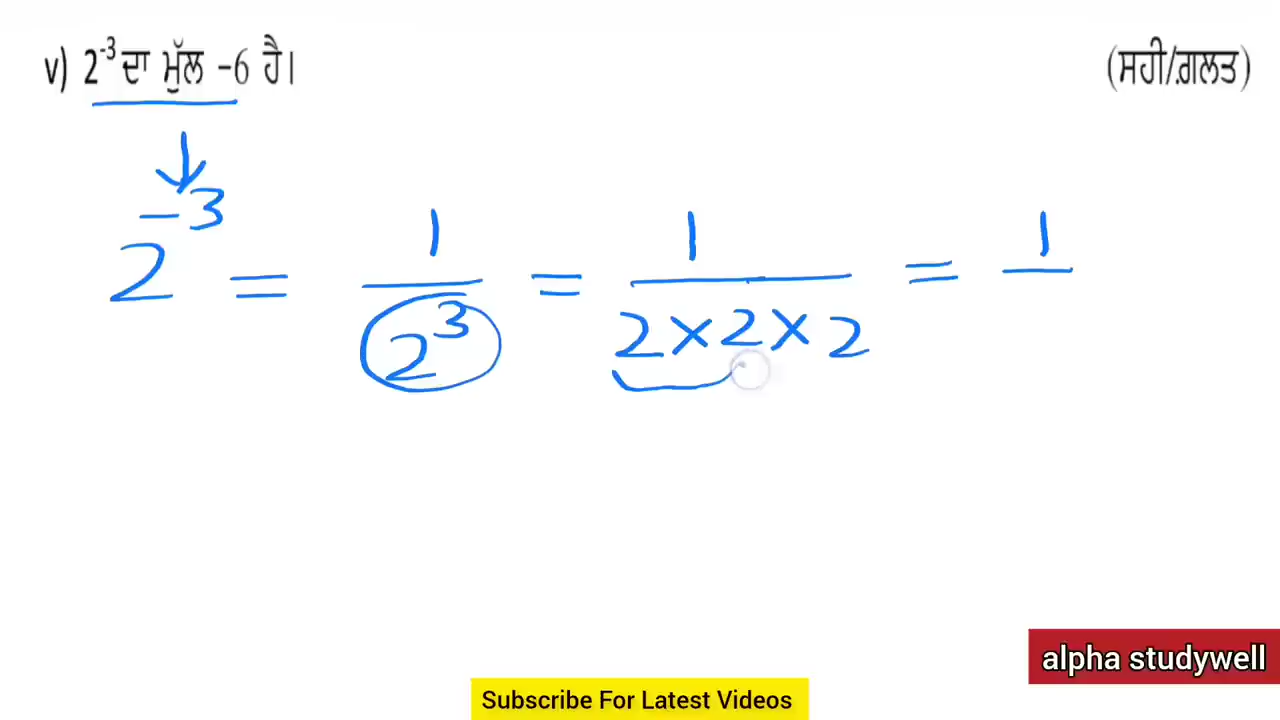 v) 2⁻³ ਦਾ ਮੁੱਲ -6 ਹੈ। (ਸਹੀ/ਗ਼ਲਤ)
2⁻³ = 1/2³ = 1/2×2×2 = 1/
alpha studywell
Subscribe For Latest Videos